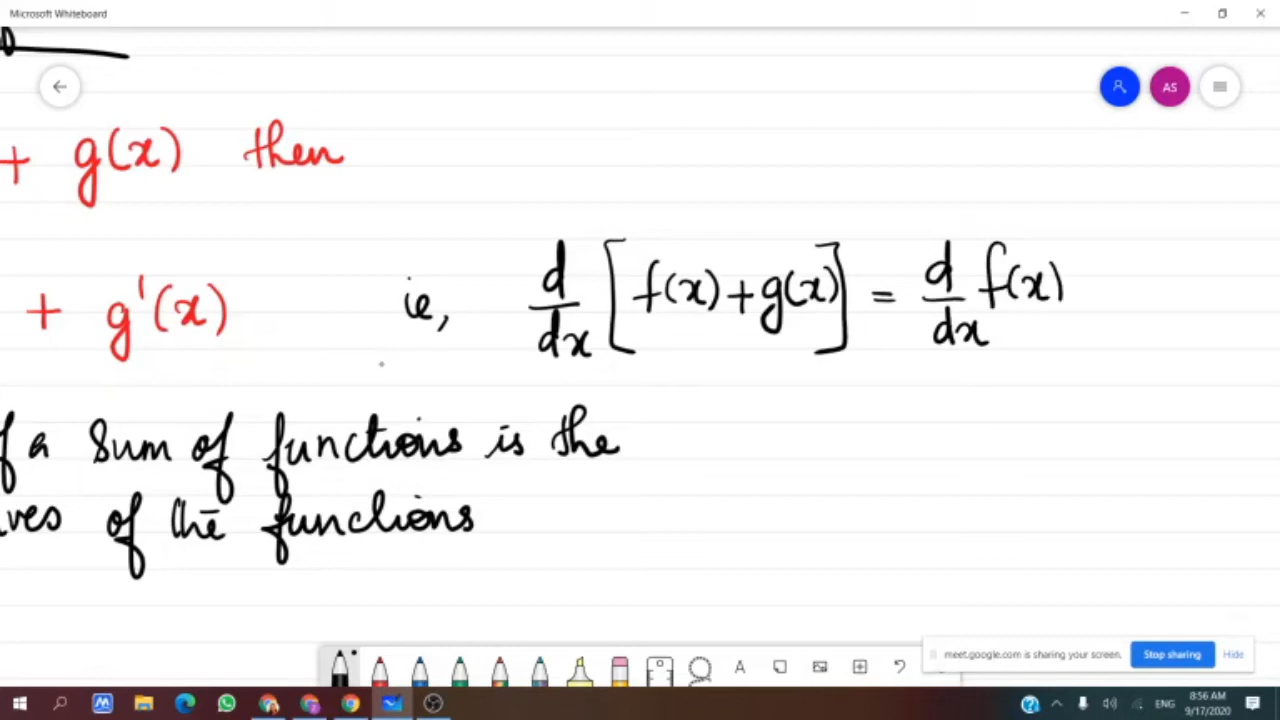 Microsoft Whiteboard
AS
+ g(x) then
+ g'(x) ie, d/dx [f(x)+g(x)] = d/dx f(x)
f a Sum of functions is the
ives of the functions
meet.google.com is sharing your screen. Stop sharing Hide
ENG
8:56 AM
9/17/2020